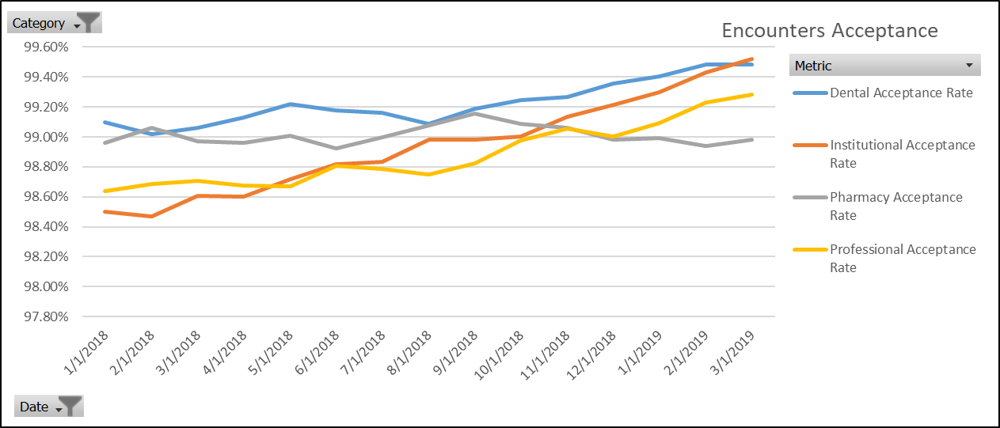 Category
Encounters Acceptance
99.60%
99.40%
99.20%
99.00%
98.80%
98.60%
98.40%
98.20%
98.00%
97.80%
1/1/2018
2/1/2018
3/1/2018
4/1/2018
5/1/2018
6/1/2018
7/1/2018
8/1/2018
9/1/2018
10/1/2018
11/1/2018
12/1/2018
1/1/2019
2/1/2019
3/1/2019
Metric
Dental Acceptance Rate
Institutional Acceptance
Rate
Pharmacy Acceptance
Rate
Professional Acceptance
Rate
Date